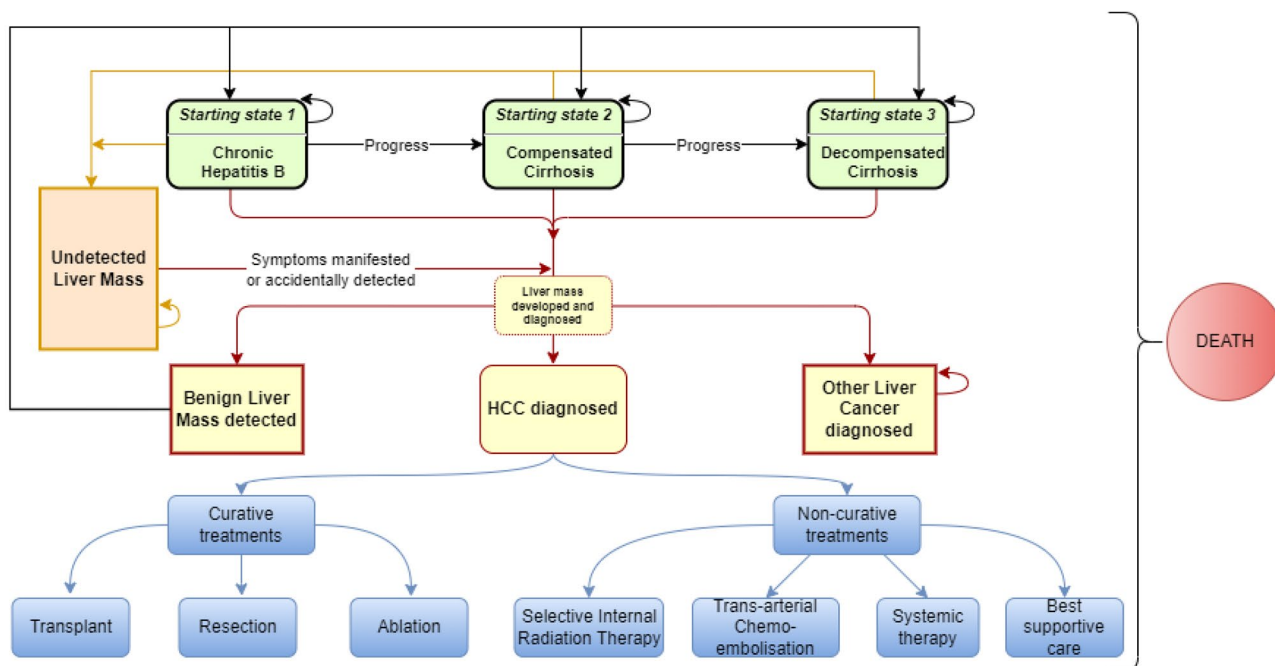 Starting state 1
Chronic
Hepatitis B
Progress
Starting state 2
Compensated
Cirrhosis
Progress
Starting state 3
Decompensated
Cirrhosis
Undetected
Liver Mass
Symptoms manifested
or accidentally detected
Liver mass
developed and
diagnosed
DEATH
Benign Liver
Mass detected
HCC diagnosed
Other Liver
Cancer
diagnosed
Curative
treatments
Non-curative
treatments
Transplant
Resection
Ablation
Selective Internal
Radiation Therapy
Trans-arterial
Chemo-
embolisation
Systemic
therapy
Best
supportive
care